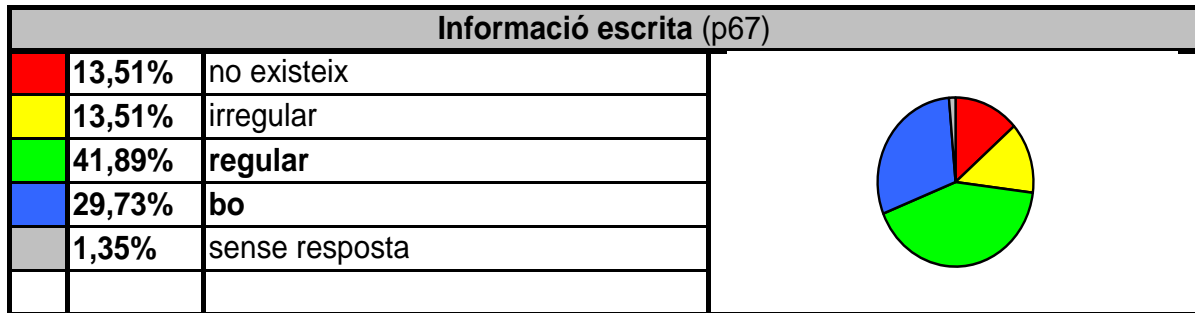 Informació escrita (p67)
13,51% no existeix
13,51% irregular
41,89% regular
29,73% bo
1,35% sense resposta